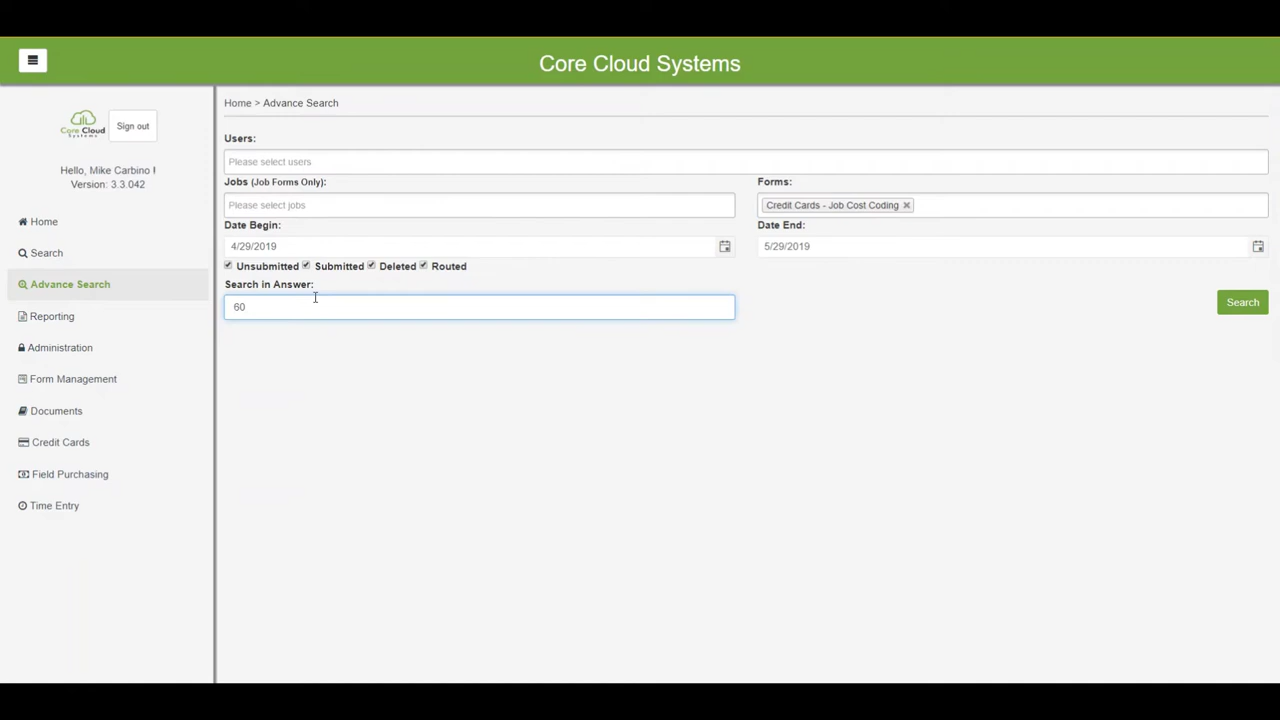 Core Cloud Systems
Core Cloud
Systems
Sign out
Hello, Mike Carbino !
Version: 3.3.042
Home
Search
Advance Search
Reporting
Administration
Form Management
Documents
Credit Cards
Field Purchasing
Time Entry
Home > Advance Search
Users:
Please select users
Jobs (Job Forms Only):
Forms:
Please select jobs
Credit Cards - Job Cost Coding ×
Date Begin:
Date End:
4/29/2019
5/29/2019
Unsubmitted Submitted Deleted Routed
Search in Answer:
60
Search